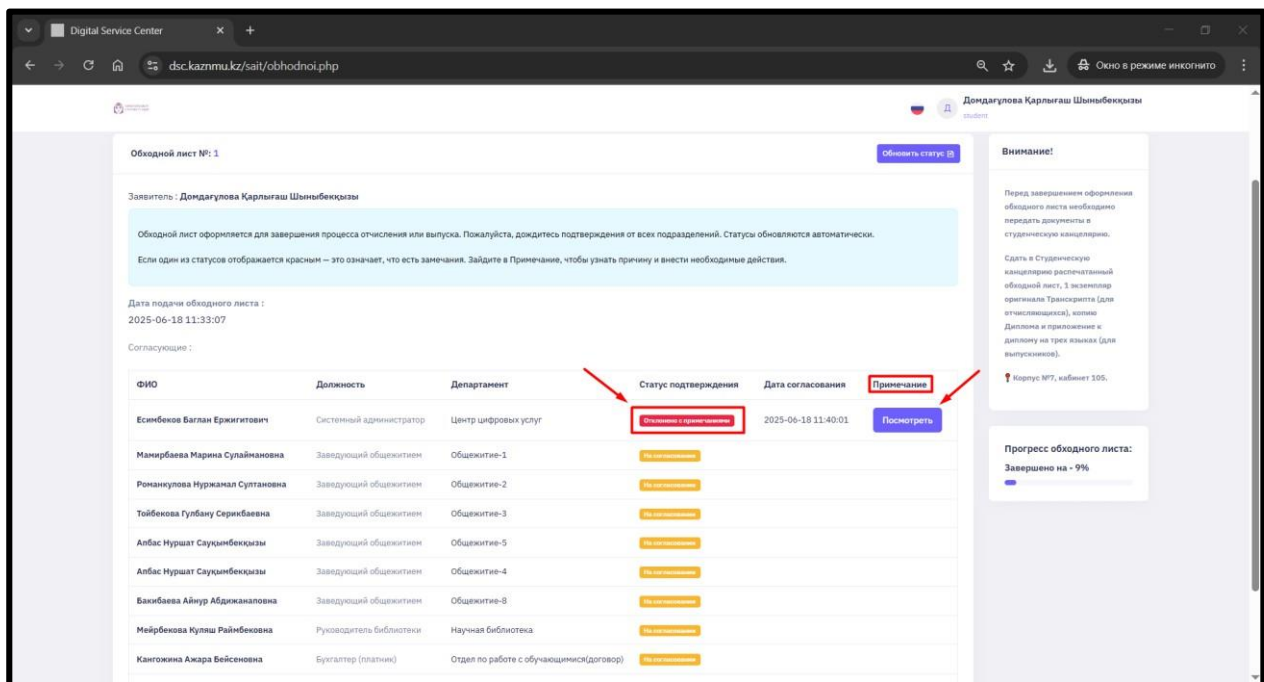 Digital Service Center
dsc.kaznmu.kz/sait/obhodnoi.php
Окно в режиме инкогнито
Д
Домдағұлова Қарлығаш Шыныбекқызы
student
Обходной лист №: 1
Обновить статус
Заявитель : Домдағұлова Қарлығаш Шыныбекқызы
Обходной лист оформляется для завершения процесса отчисления или выпуска. Пожалуйста, дождитесь подтверждения от всех подразделений. Статусы обновляются автоматически.
Если один из статусов отображается красным — это означает, что есть замечания. Зайдите в Примечание, чтобы узнать причину и внести необходимые действия.
Дата подачи обходного листа :
2025-06-18 11:33:07
Согласующие :
ФИО Должность Департамент Статус подтверждения Дата согласования Примечание
Есимбеков Баглан Ержигитович Системный администратор Центр цифровых услуг Отклонено с примечаниями 2025-06-18 11:40:01 Посмотреть
Мамирбаева Марина Сулаймановна Заведующий общежитием Общежитие-1 На согласовании
Романкулова Нуржамал Султановна Заведующий общежитием Общежитие-2 На согласовании
Тойбекова Гулбану Серикбаевна Заведующий общежитием Общежитие-3 На согласовании
Апбас Нуршат Сауқымбекқызы Заведующий общежитием Общежитие-5 На согласовании
Апбас Нуршат Сауқымбекқызы Заведующий общежитием Общежитие-4 На согласовании
Бакибаева Айнур Абдижанаповна Заведующий общежитием Общежитие-8 На согласовании
Мейрбекова Куляш Раймбековна Руководитель библиотеки Научная библиотека На согласовании
Кангожина Ажара Бейсеновна Бухгалтер (платник) Отдел по работе с обучающимися(договор) На согласовании
Внимание!
Перед завершением оформления
обходного листа необходимо
передать документы в
студенческую канцелярию.
Сдать в Студенческую
канцелярию распечатанный
обходной лист, 1 экземпляр
оригинала Транскрипта (для
отчисляющихся), копию
Диплома и приложение к
диплому на трех языках (для
выпускников).
Корпус №7, кабинет 105.
Прогресс обходного листа:
Завершено на - 9%